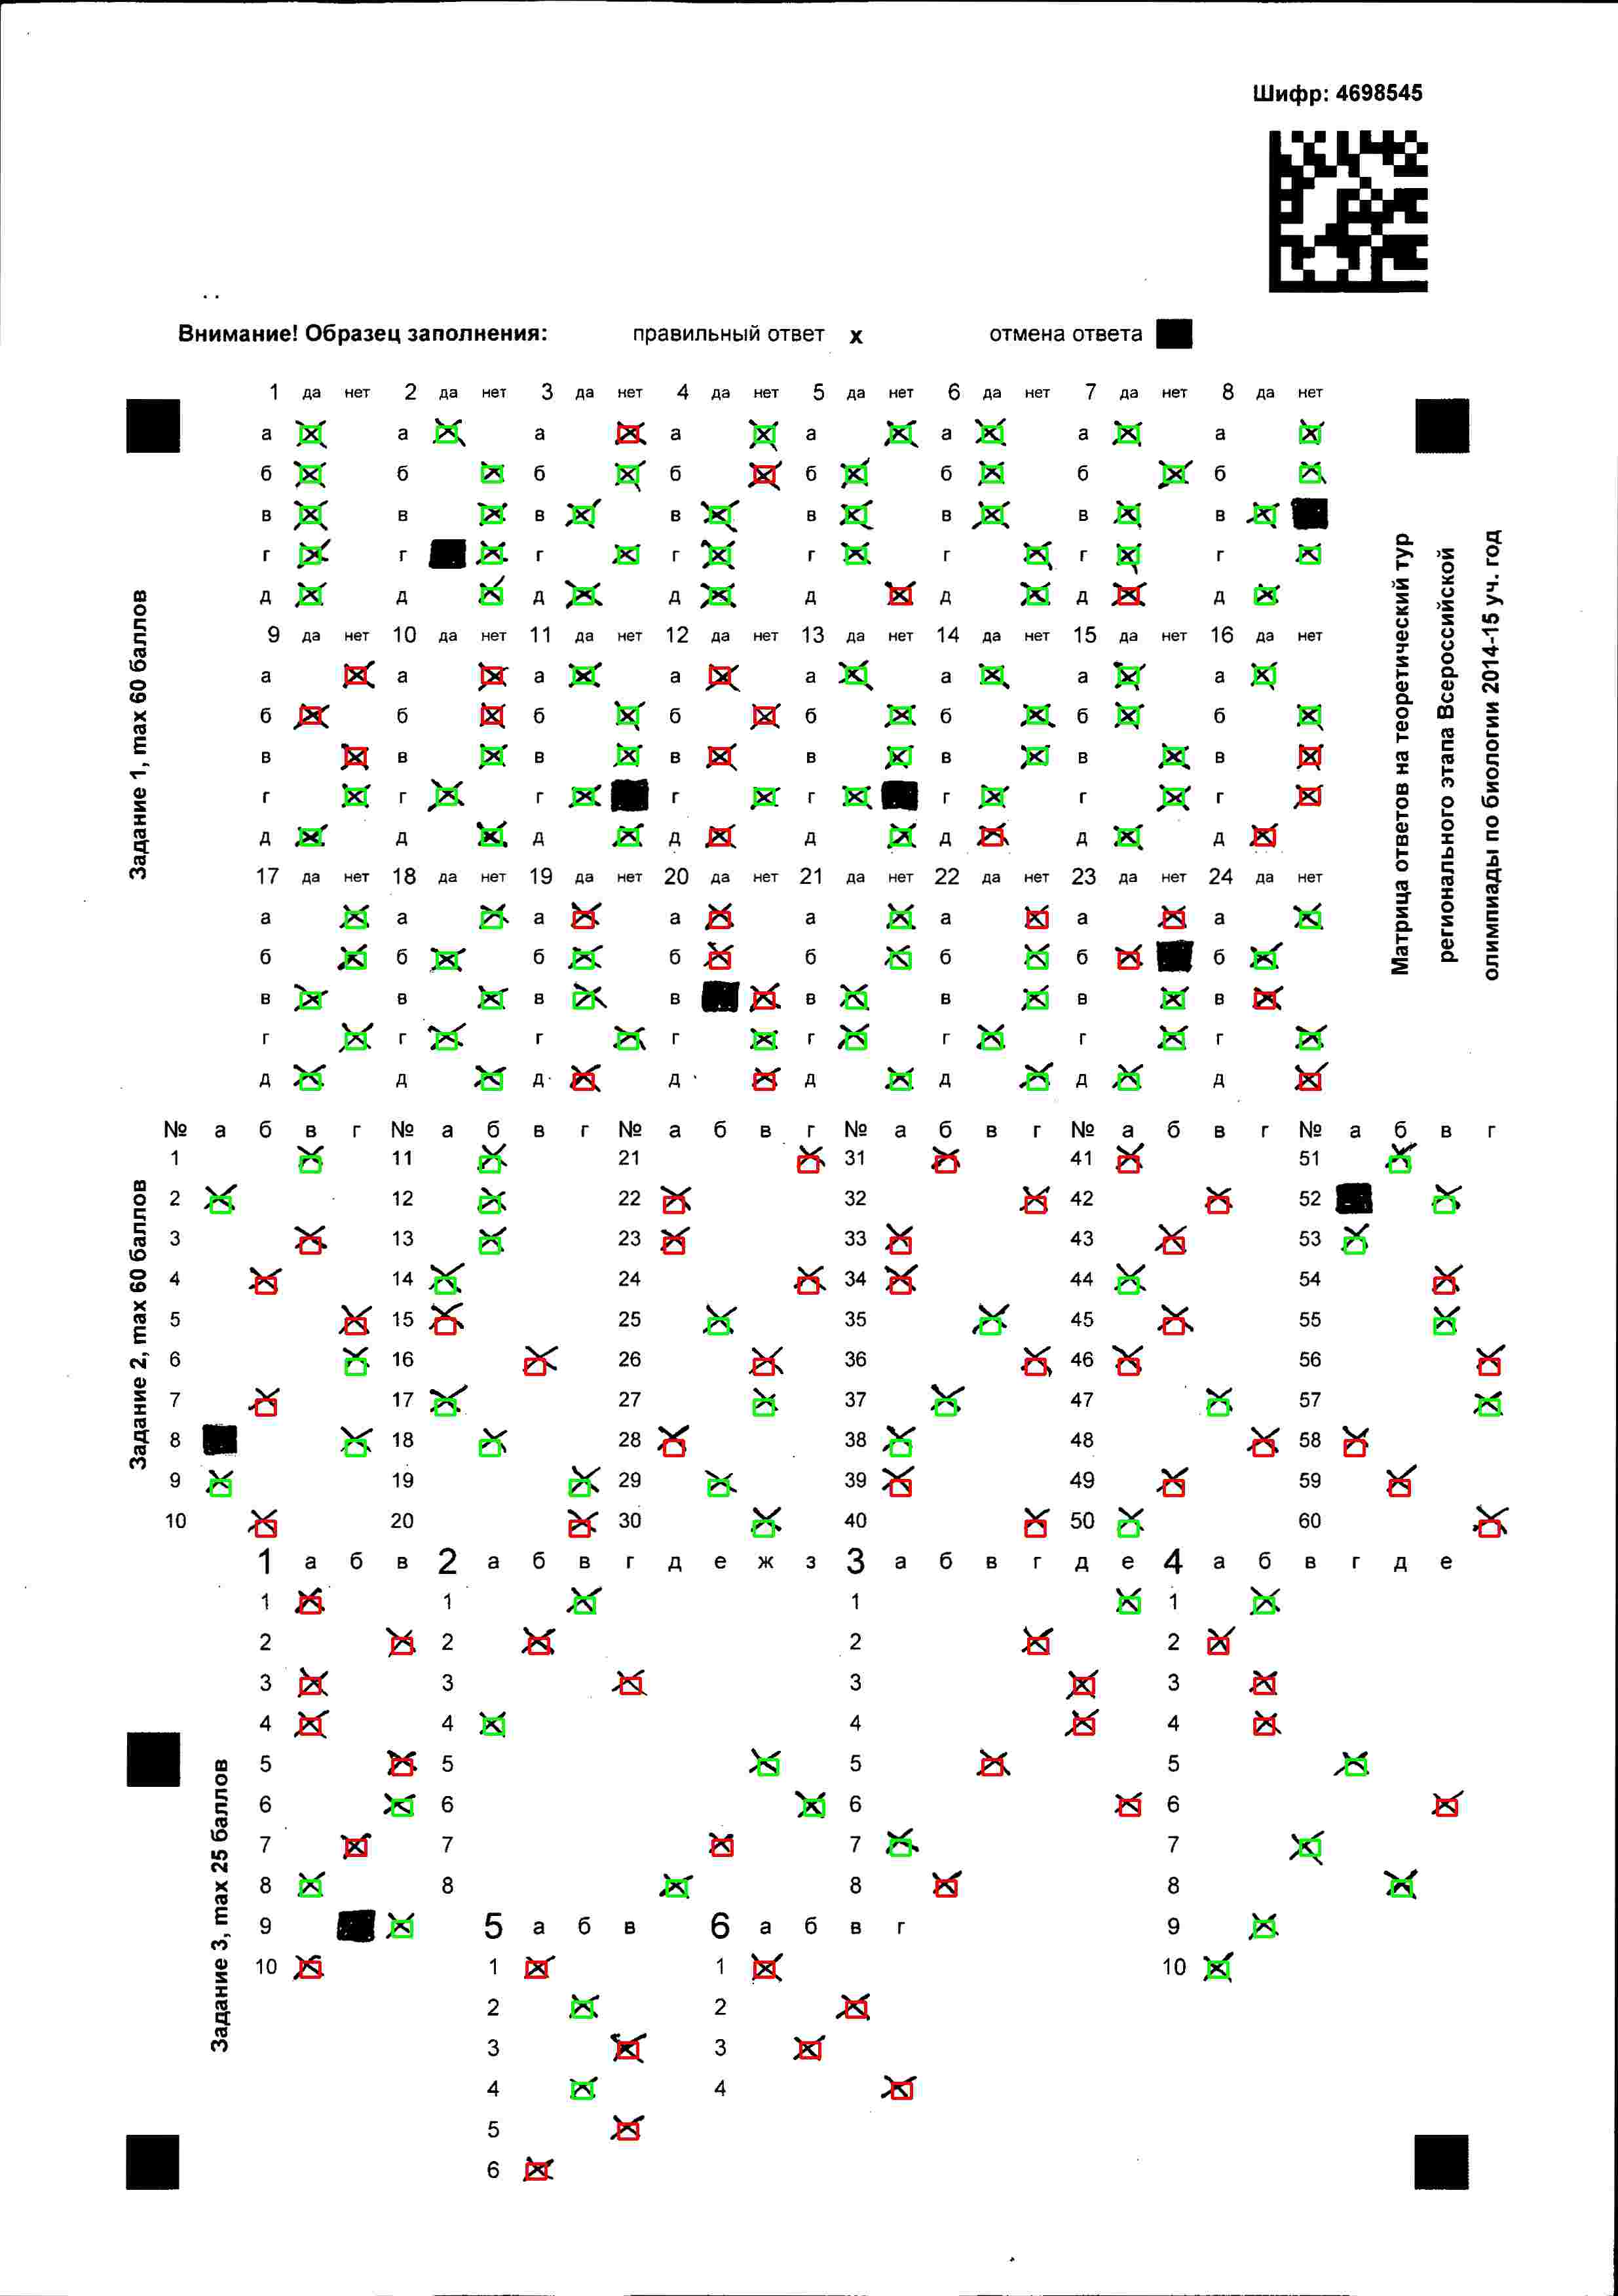 Шифр: 4698545
Внимание! Образец заполнения: правильный ответ x отмена ответа
1 да нет 2 да нет 3 да нет 4 да нет 5 да нет 6 да нет 7 да нет 8 да нет
а а а а а а а а
б б б б б б б б
в в в в в в в в
г г г г г г г г
д д д д д д д д
9 да нет 10 да нет 11 да нет 12 да нет 13 да нет 14 да нет 15 да нет 16 да нет
а а а а а а а а
б б б б б б б б
в в в в в в в в
г г г г г г г г
д д д д д д д д
17 да нет 18 да нет 19 да нет 20 да нет 21 да нет 22 да нет 23 да нет 24 да нет
а а а а а а а а
б б б б б б б б
в в в в в в в в
г г г г г г г г
д д д д д д д д
Задание 1, max 60 баллов
Матрица ответов на теоретический тур
регионального этапа Всероссийской
олимпиады по биологии 2014-15 уч. год
№ а б в г № а б в г № а б в г № а б в г № а б в г № а б в г
1 11 21 31 41 51
2 12 22 32 42 52
3 13 23 33 43 53
4 14 24 34 44 54
5 15 25 35 45 55
6 16 26 36 46 56
7 17 27 37 47 57
8 18 28 38 48 58
9 19 29 39 49 59
10 20 30 40 50 60
Задание 2, max 60 баллов
1 а б в 2 а б в г д е ж з 3 а б в г д е 4 а б в г д е
1 1 1 1
2 2 2 2
3 3 3 3
4 4 4 4
5 5 5 5
6 6 6 6
7 7 7 7
8 8 8 8
9 5 а б в 6 а б в г 9
10 1 1 10
2 2
3 3
4 4
5
6
Задание 3, max 25 баллов